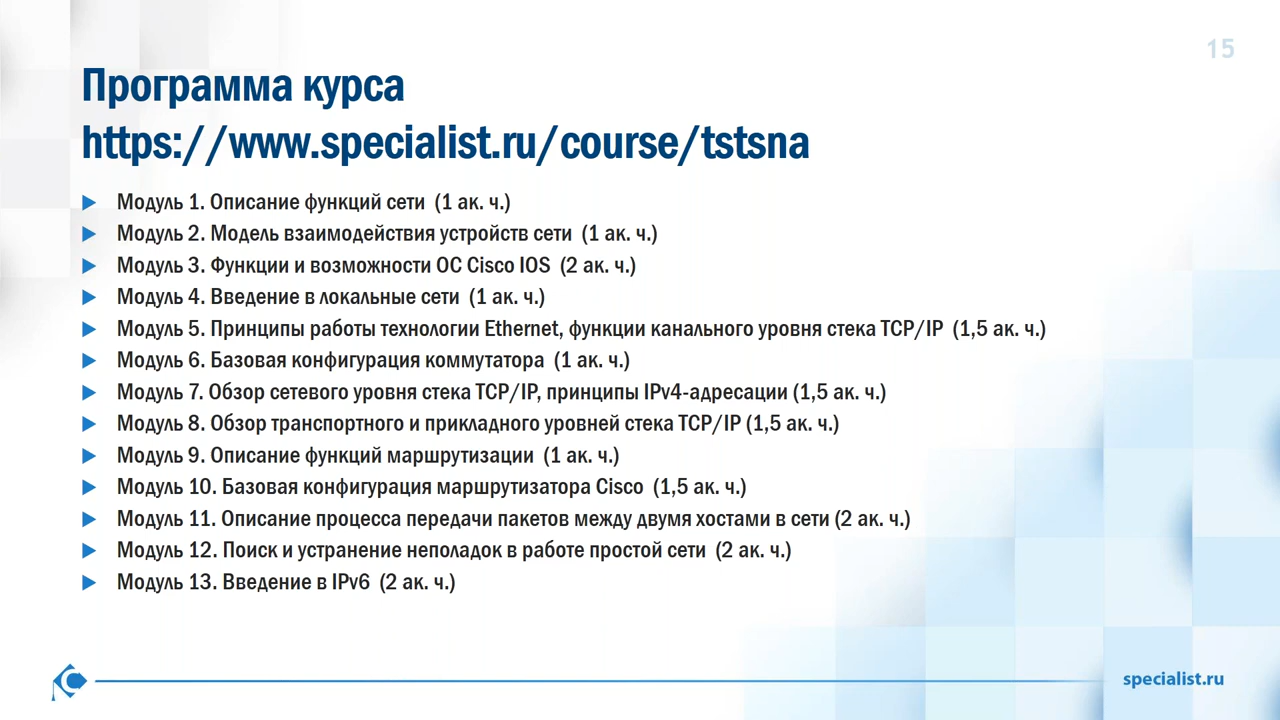 15
Программа курса
https://www.specialist.ru/course/tstsna
Модуль 1. Описание функций сети (1 ак. ч.)
Модуль 2. Модель взаимодействия устройств сети (1 ак. ч.)
Модуль 3. Функции и возможности ОС Cisco IOS (2 ак. ч.)
Модуль 4. Введение в локальные сети (1 ак. ч.)
Модуль 5. Принципы работы технологии Ethernet, функции канального уровня стека TCP/IP (1,5 ак. ч.)
Модуль 6. Базовая конфигурация коммутатора (1 ак. ч.)
Модуль 7. Обзор сетевого уровня стека TCP/IP, принципы IPv4-адресации (1,5 ак. ч.)
Модуль 8. Обзор транспортного и прикладного уровней стека TCP/IP (1,5 ак. ч.)
Модуль 9. Описание функций маршрутизации (1 ак. ч.)
Модуль 10. Базовая конфигурация маршрутизатора Cisco (1,5 ак. ч.)
Модуль 11. Описание процесса передачи пакетов между двумя хостами в сети (2 ак. ч.)
Модуль 12. Поиск и устранение неполадок в работе простой сети (2 ак. ч.)
Модуль 13. Введение в IPv6 (2 ак. ч.)
specialist.ru